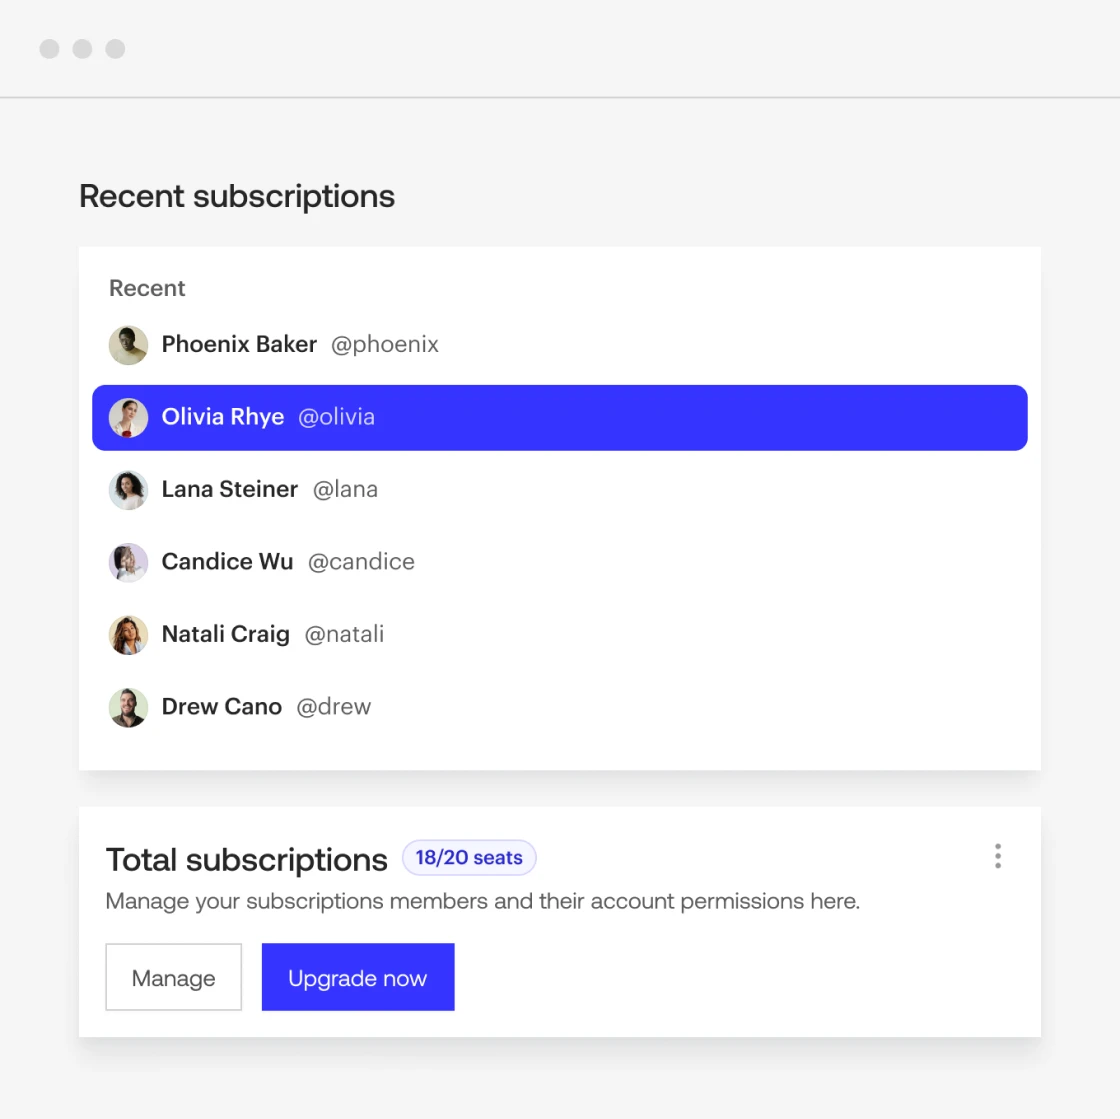 Recent subscriptions
Recent
Phoenix Baker @phoenix
Olivia Rhye @olivia
Lana Steiner @lana
Candice Wu @candice
Natali Craig @natali
Drew Cano @drew
Total subscriptions 18/20 seats
Manage your subscriptions members and their account permissions here.
Manage Upgrade now